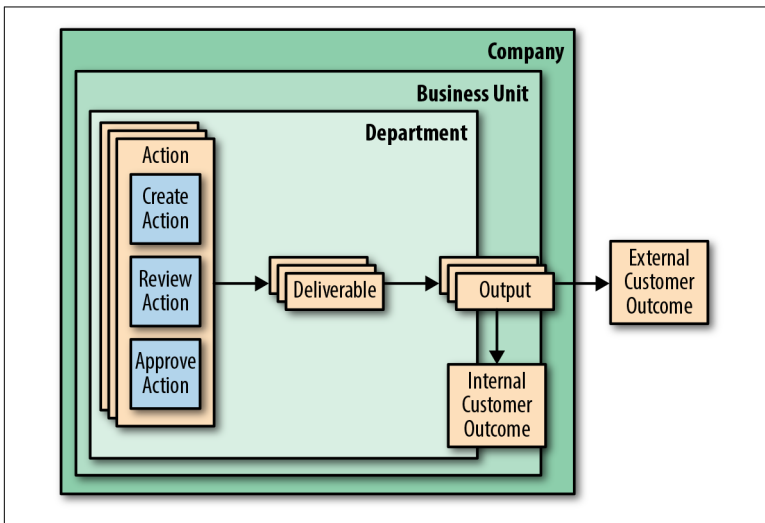 Company
Business Unit
Department
Action
Create
Action
Review
Action
Approve
Action
Deliverable
Output
Internal
Customer
Outcome
External
Customer
Outcome